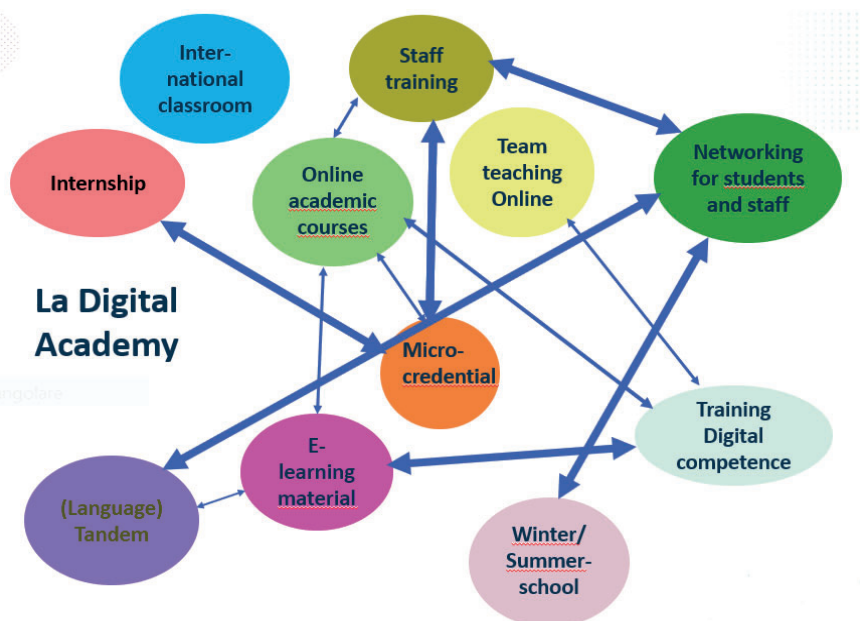 Inter-
national
classroom
Staff
training
Internship
Online
academic
courses
Team
teaching
Online
Networking
for students
and staff
La Digital
Academy
Micro-
credential
Training
Digital
competence
E-
learning
material
(Language)
Tandem
Winter/
Summer-
school